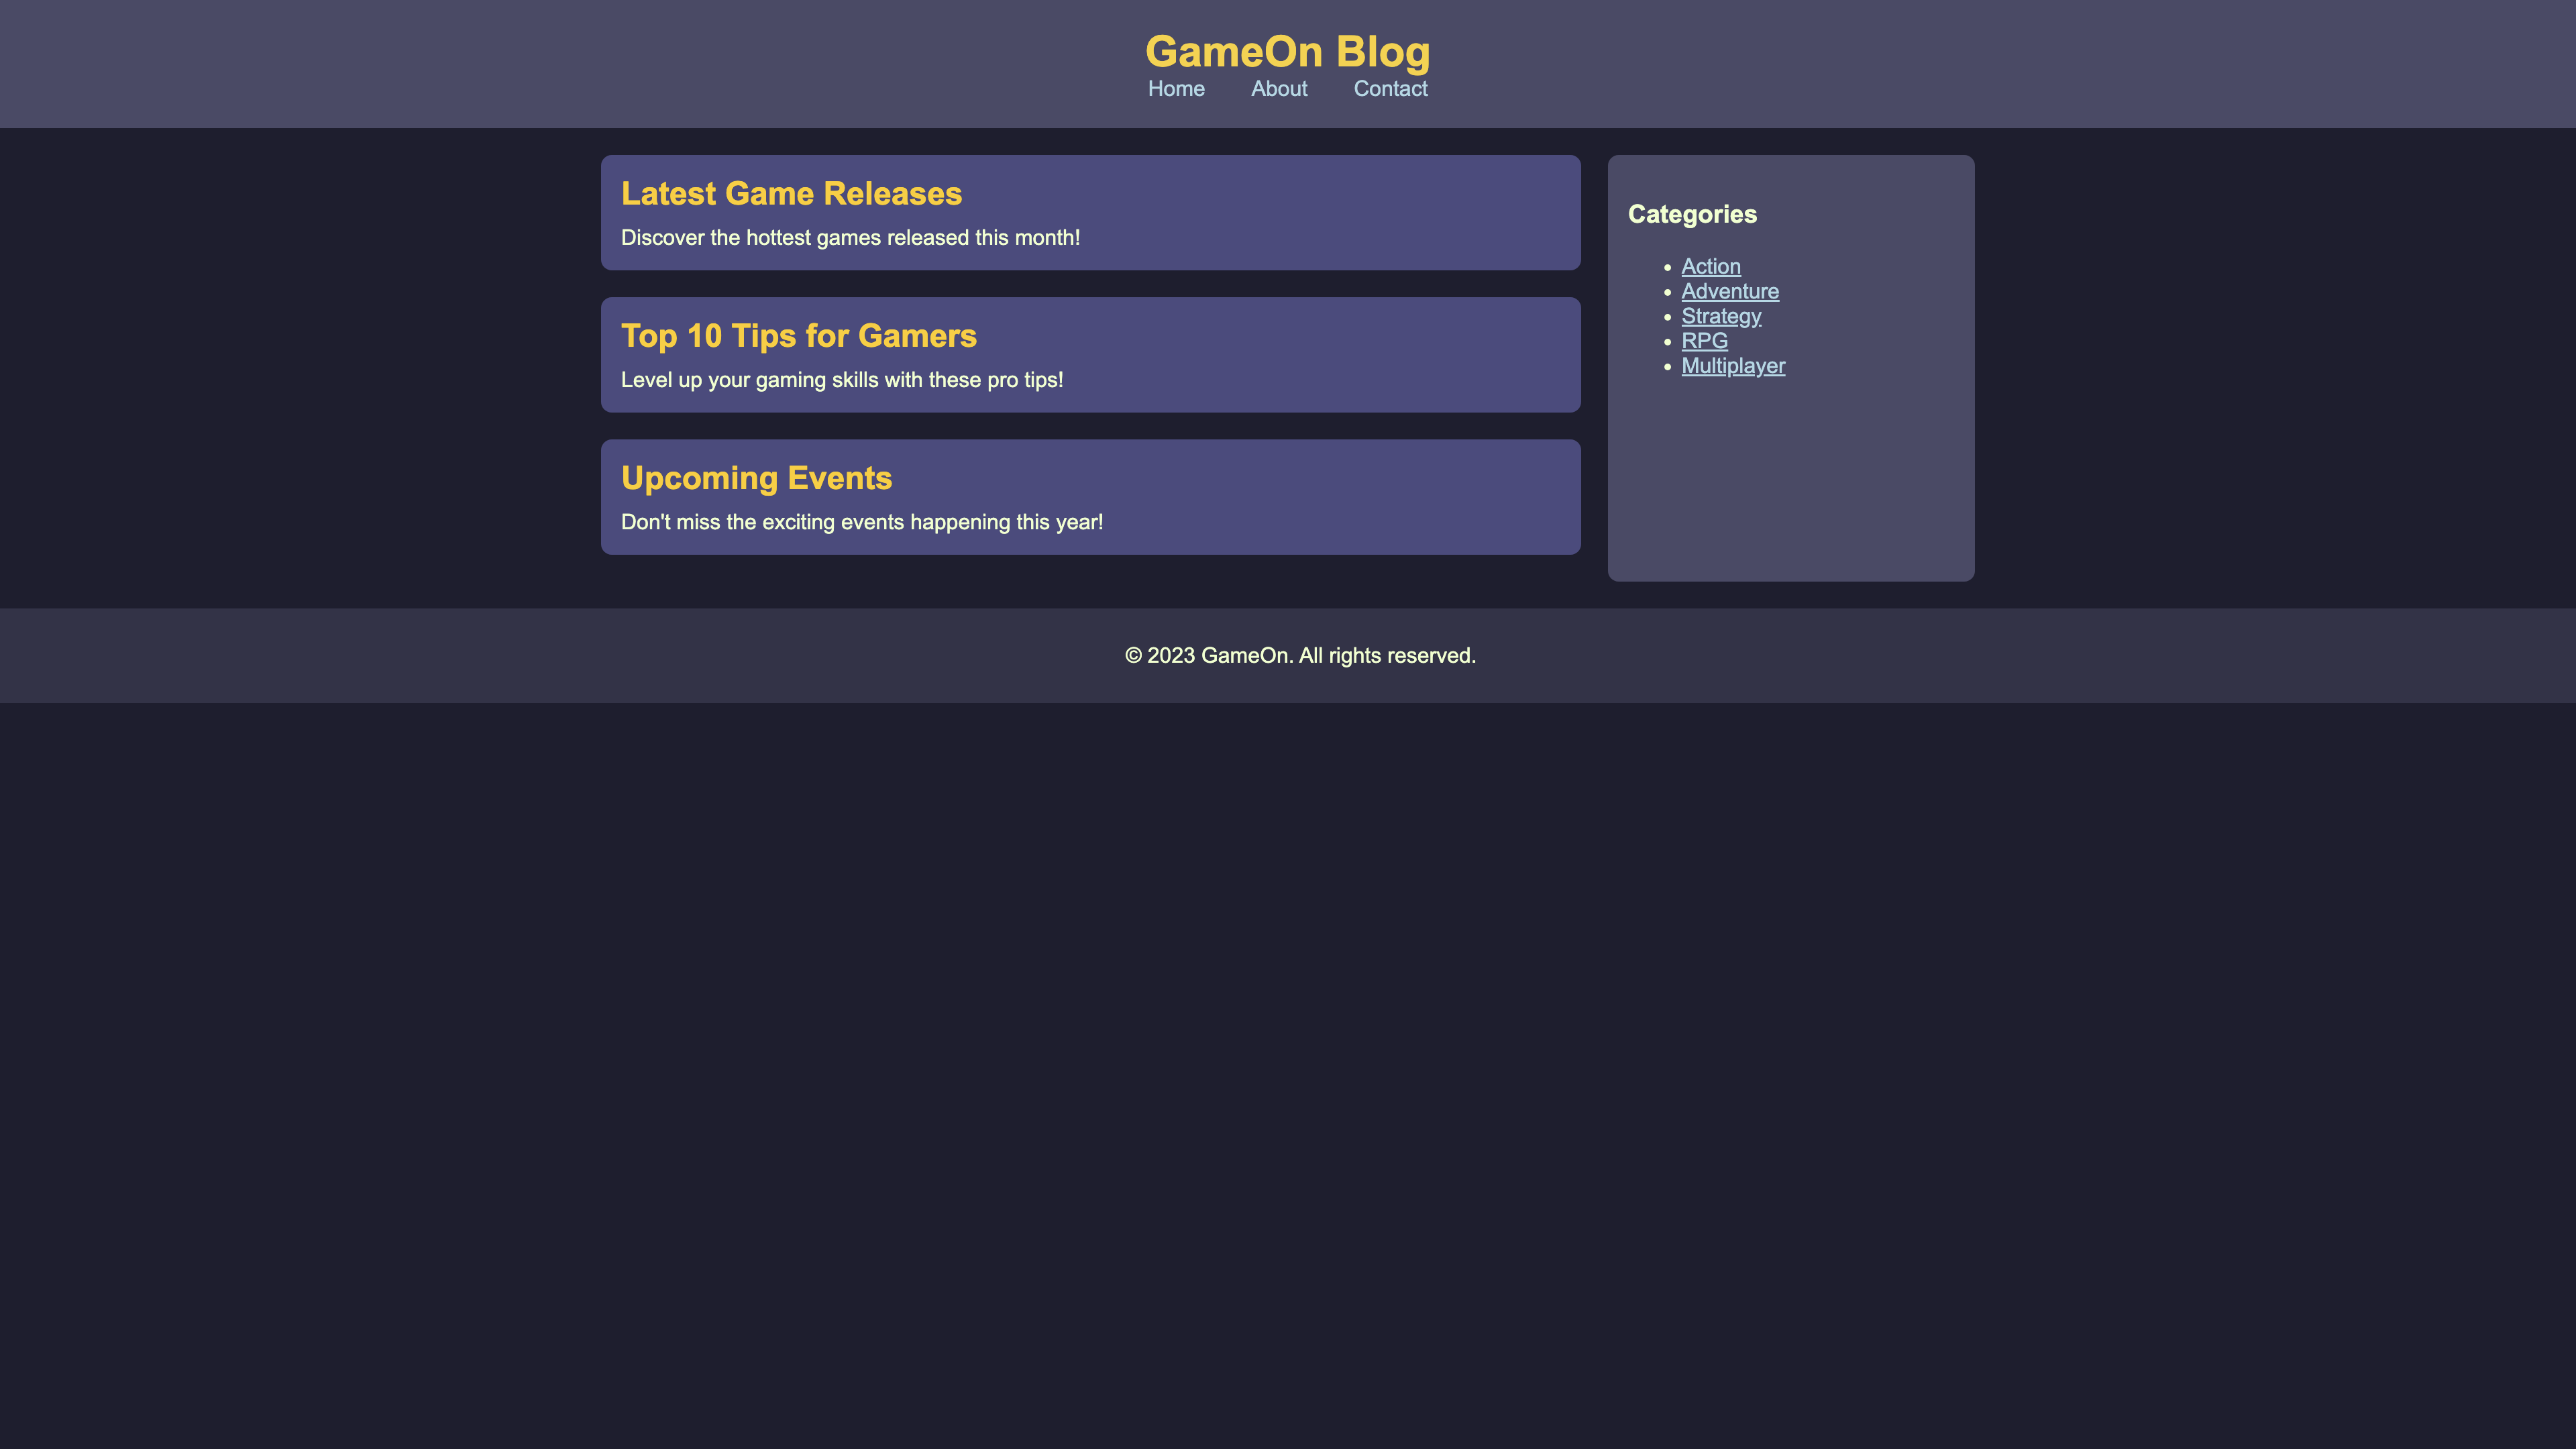 GameOn Blog
Home About Contact
Latest Game Releases
Discover the hottest games released this month!
Top 10 Tips for Gamers
Level up your gaming skills with these pro tips!
Upcoming Events
Don't miss the exciting events happening this year!
Categories
Action
Adventure
Strategy
RPG
Multiplayer
© 2023 GameOn. All rights reserved.